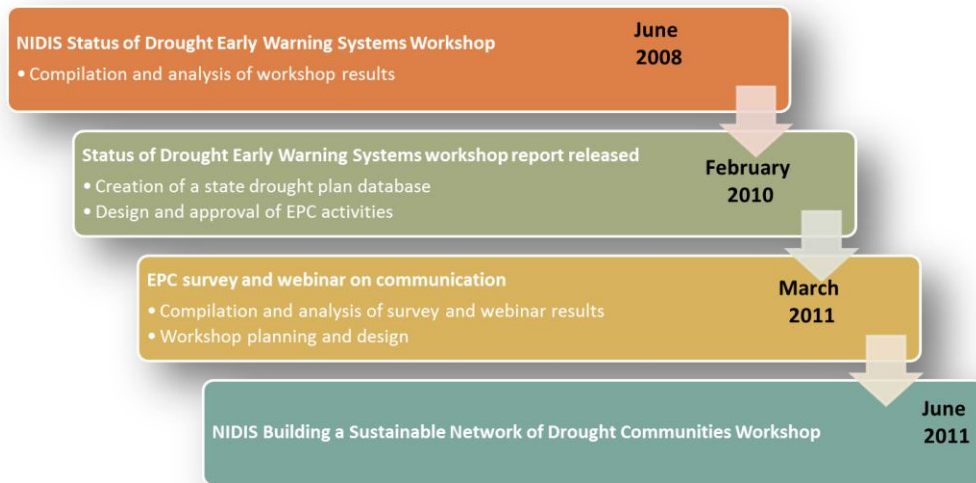 NIDIS Status of Drought Early Warning Systems Workshop
• Compilation and analysis of workshop results
June
2008
Status of Drought Early Warning Systems workshop report released
• Creation of a state drought plan database
• Design and approval of EPC activities
February
2010
EPC survey and webinar on communication
• Compilation and analysis of survey and webinar results
• Workshop planning and design
March
2011
NIDIS Building a Sustainable Network of Drought Communities Workshop
June
2011